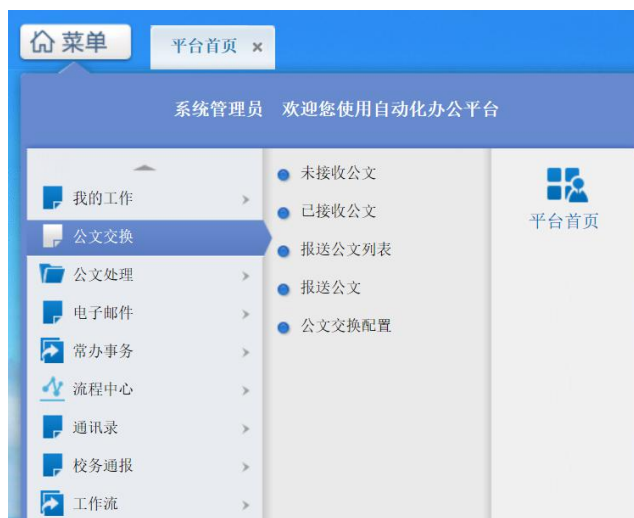 菜单
平台首页 ×
系统管理员 欢迎您使用自动化办公平台
我的工作
公文交换
公文处理
电子邮件
常办事务
流程中心
通讯录
校务通报
工作流
未接收公文
已接收公文
报送公文列表
报送公文
公文交换配置
平台首页